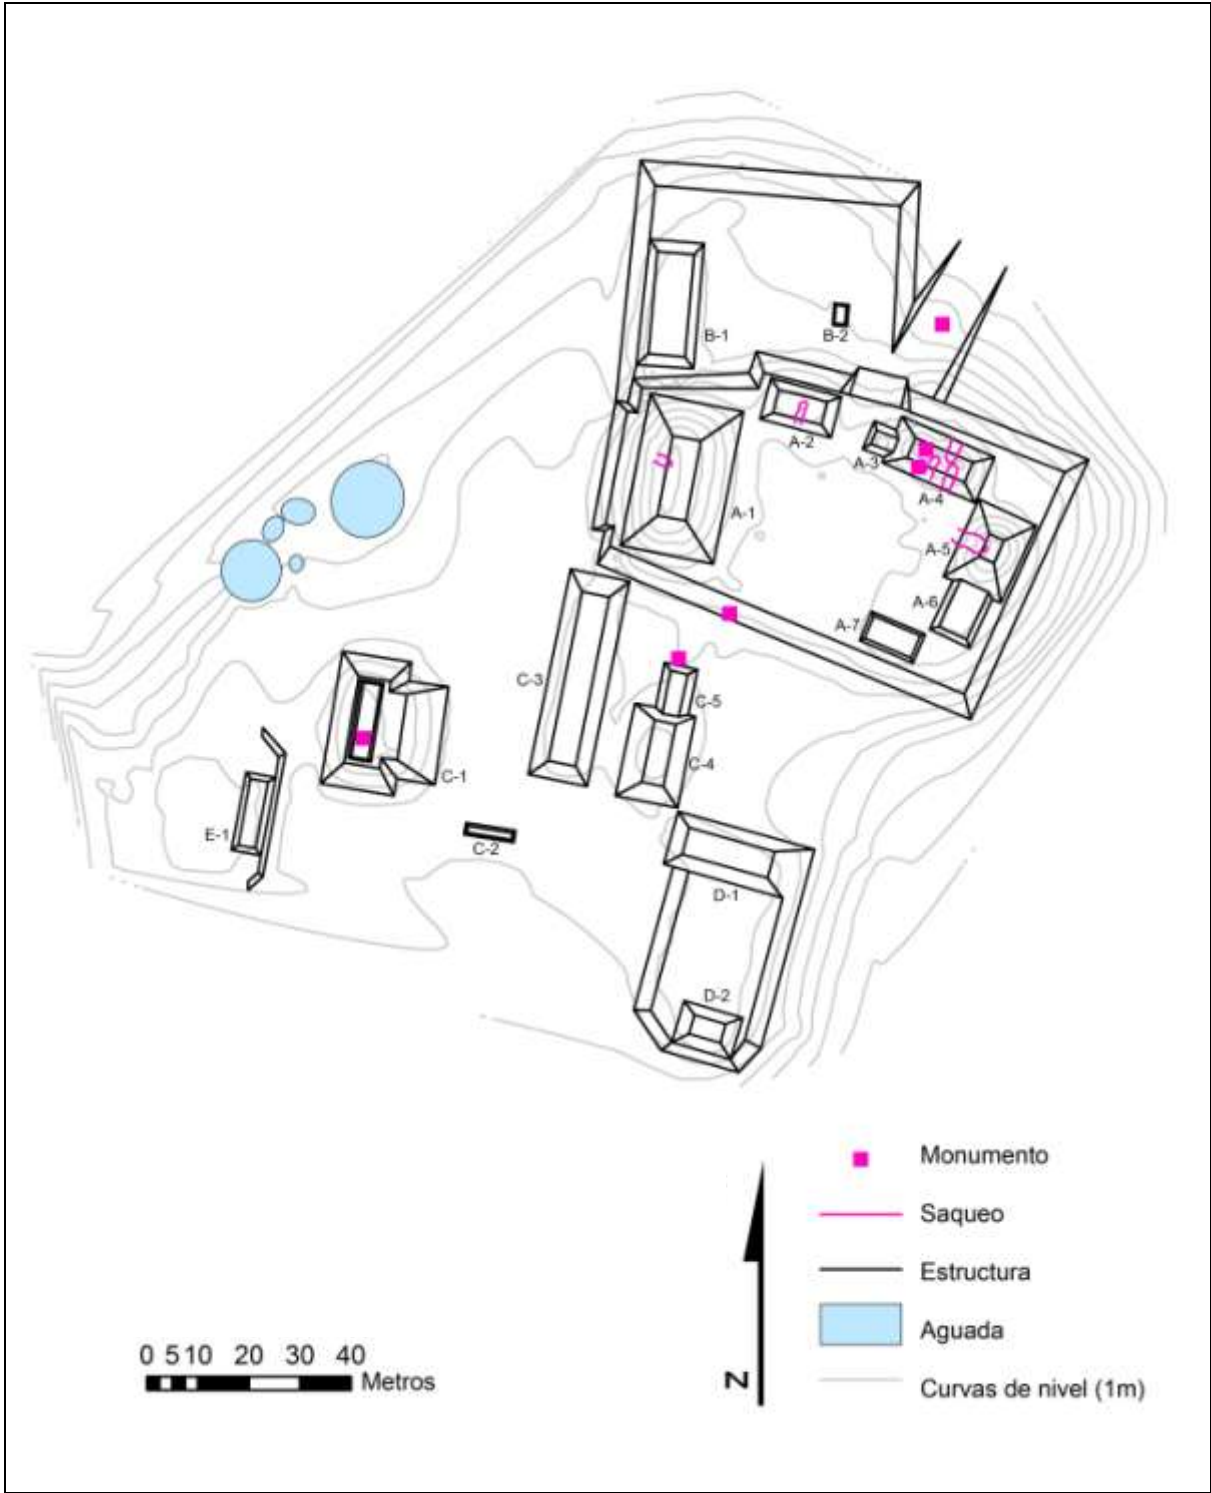 B-1
B-2
A-2
A-3
A-4
A-1
A-5
A-6
A-7
C-3
C-5
C-4
C-1
E-1
C-2
D-1
D-2
Monumento
Saqueo
Estructura
Aguada
Curvas de nivel (1m)
0 5 10 20 30 40
Metros
N